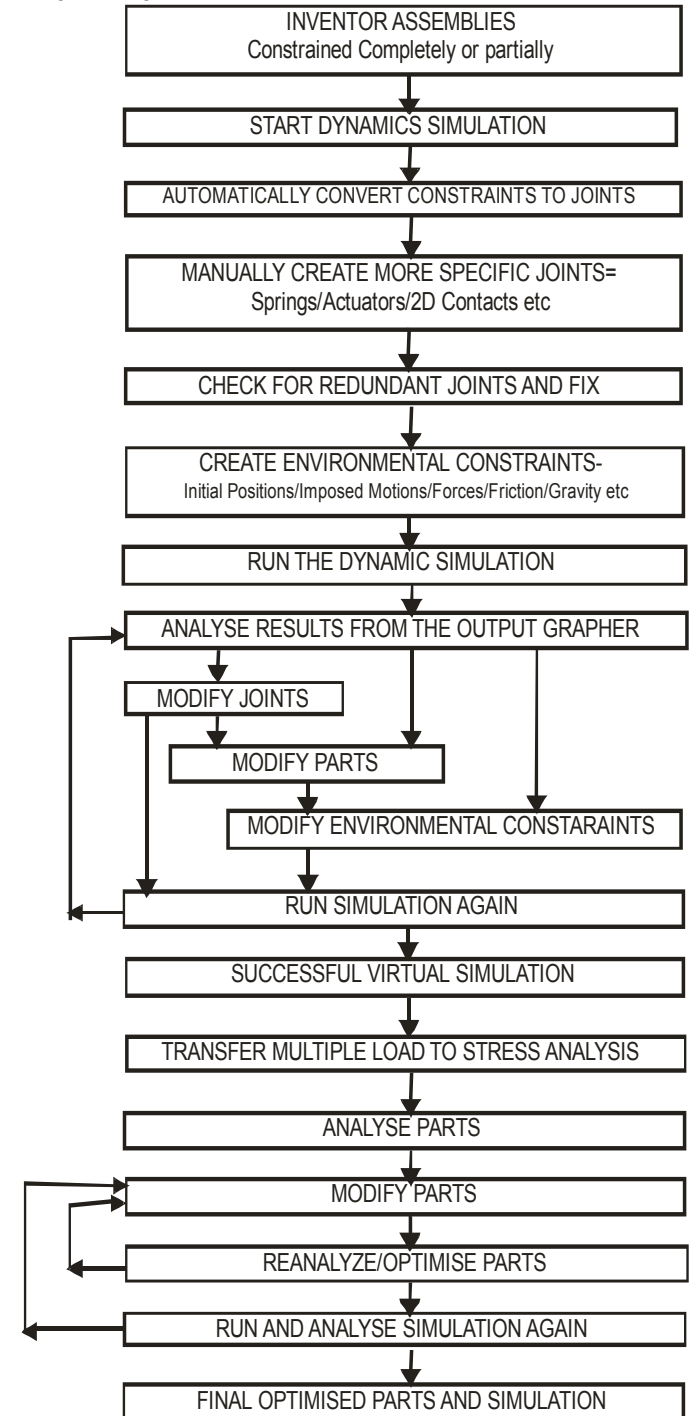 INVENTOR ASSEMBLIES
Constrained Completely or partially
START DYNAMICS SIMULATION
AUTOMATICALLY CONVERT CONSTRAINTS TO JOINTS
MANUALLY CREATE MORE SPECIFIC JOINTS=
Springs/Actuators/2D Contacts etc
CHECK FOR REDUNDANT JOINTS AND FIX
CREATE ENVIRONMENTAL CONSTRAINTS-
Initial Positions/Imposed Motions/Forces/Friction/Gravity etc
RUN THE DYNAMIC SIMULATION
ANALYSE RESULTS FROM THE OUTPUT GRAPHER
MODIFY JOINTS
MODIFY PARTS
MODIFY ENVIRONMENTAL CONSTARAINTS
RUN SIMULATION AGAIN
SUCCESSFUL VIRTUAL SIMULATION
TRANSFER MULTIPLE LOAD TO STRESS ANALYSIS
ANALYSE PARTS
MODIFY PARTS
REANALYZE/OPTIMISE PARTS
RUN AND ANALYSE SIMULATION AGAIN
FINAL OPTIMISED PARTS AND SIMULATION